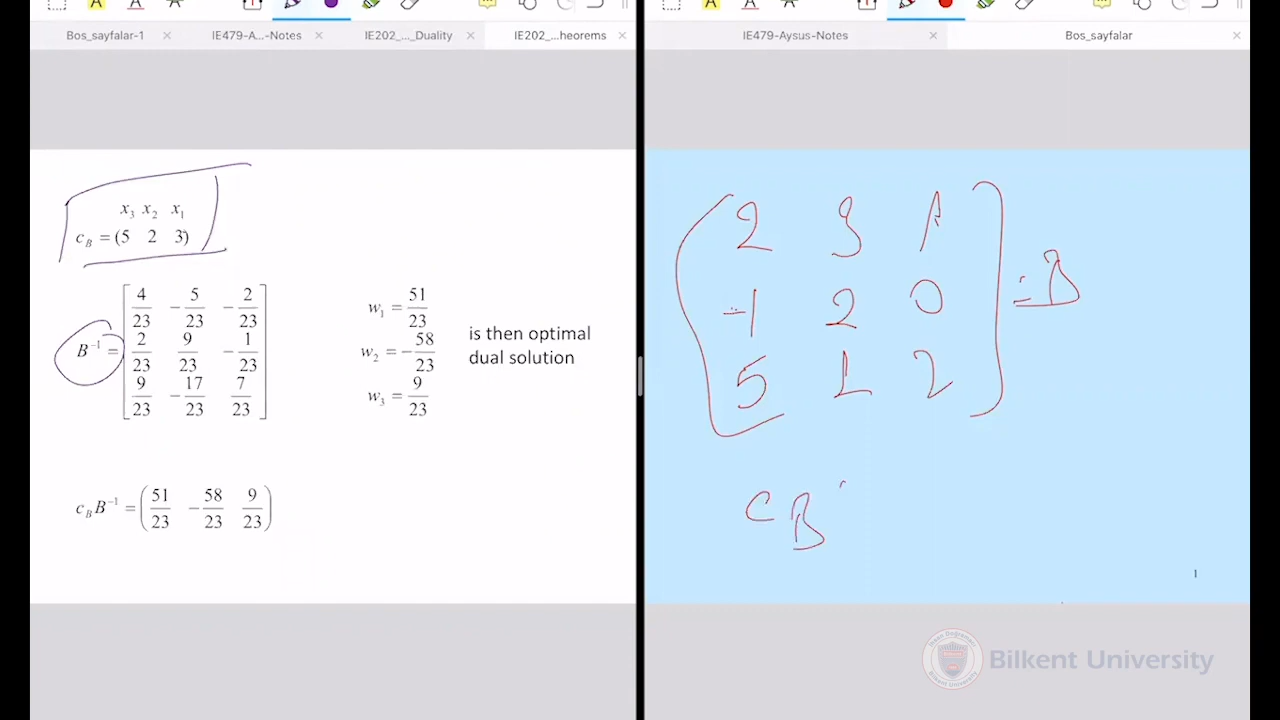 Bos_sayfalar-1 IE479-A...-Notes IE202_..._Duality IE202_...heorems
IE479-Aysus-Notes Bos_sayfalar
x3 x2 x1
cB = (5 2 3)
B⁻¹ =
4/23 -5/23 -2/23
2/23 9/23 -1/23
9/23 -17/23 7/23
w1 = 51/23
w2 = -58/23
w3 = 9/23
is then optimal
dual solution
cB B⁻¹ = (51/23 -58/23 9/23)
2 3 1
-1 2 0 = B
5 1 2
CB
1
Bilkent University